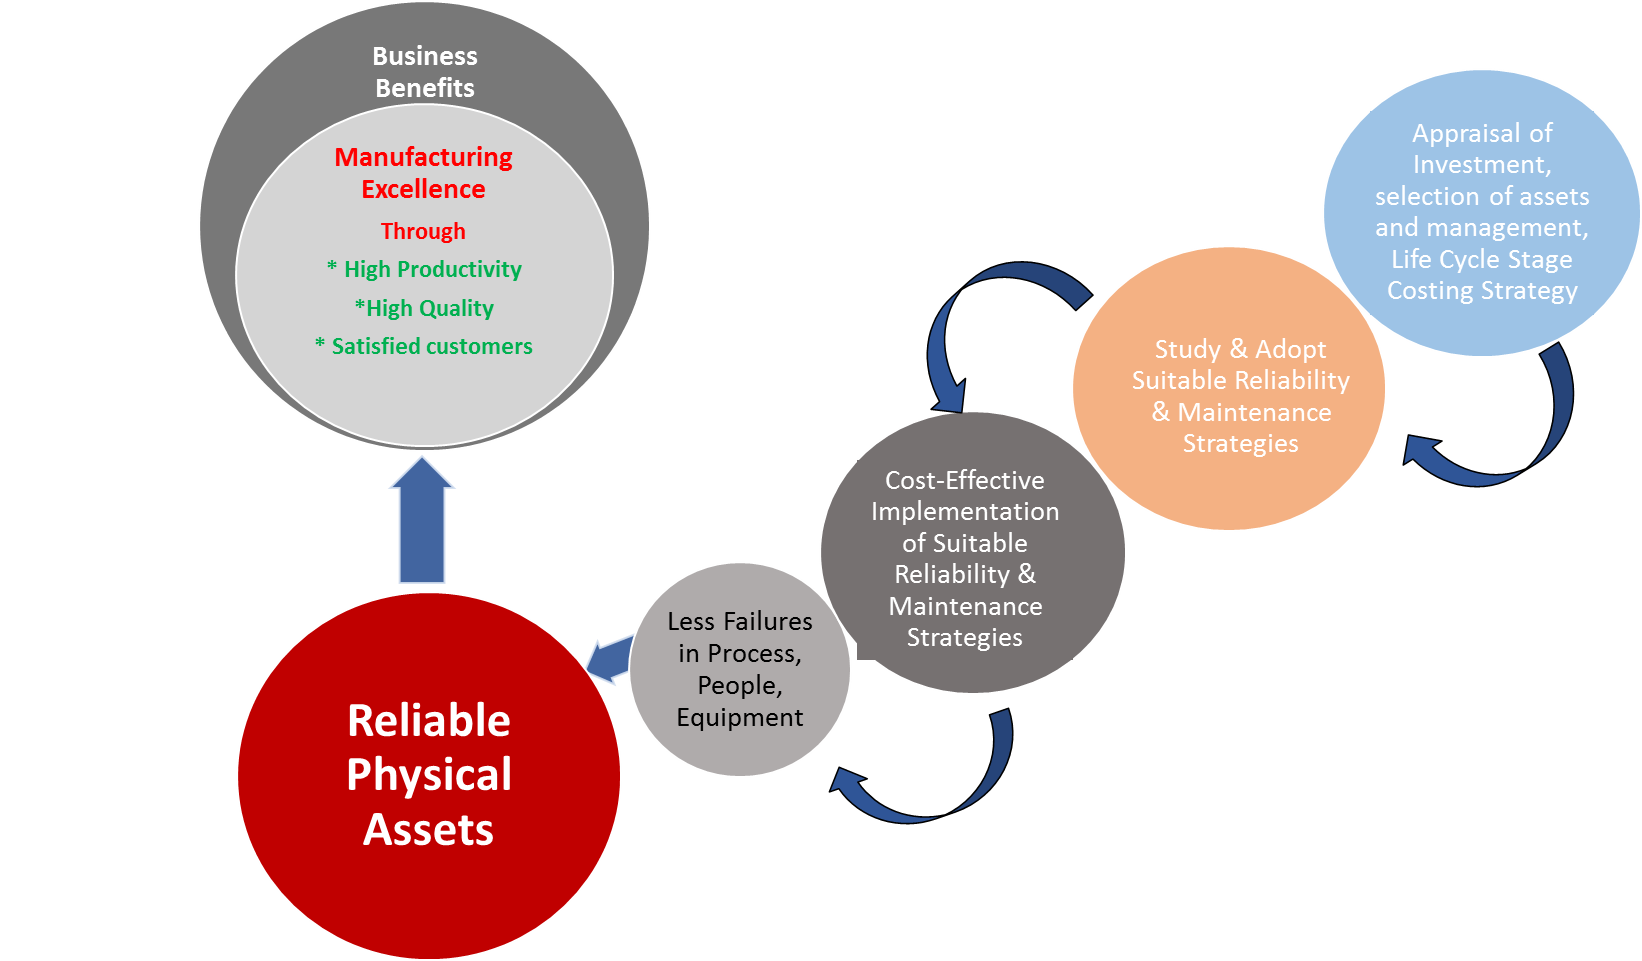 Business
Benefits
Manufacturing
Excellence
Through
* High Productivity
*High Quality
* Satisfied customers
Appraisal of
Investment,
selection of assets
and management,
Life Cycle Stage
Costing Strategy
Study & Adopt
Suitable Reliability
& Maintenance
Strategies
Cost-Effective
Implementation
of Suitable
Reliability &
Maintenance
Strategies
Less Failures
in Process,
People,
Equipment
Reliable
Physical
Assets